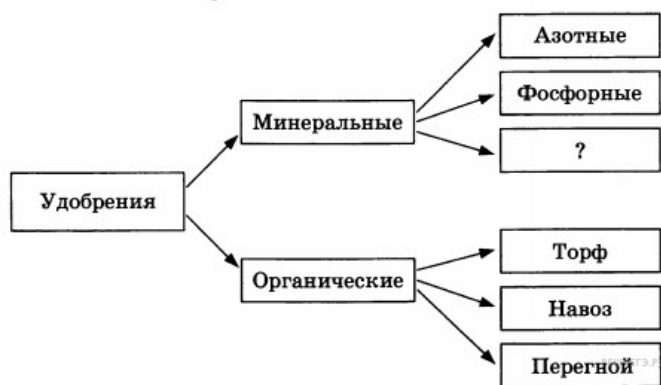 Азотные
Фосфорные
Минеральные
?
Удобрения
Органические
Торф
Навоз
Перегной